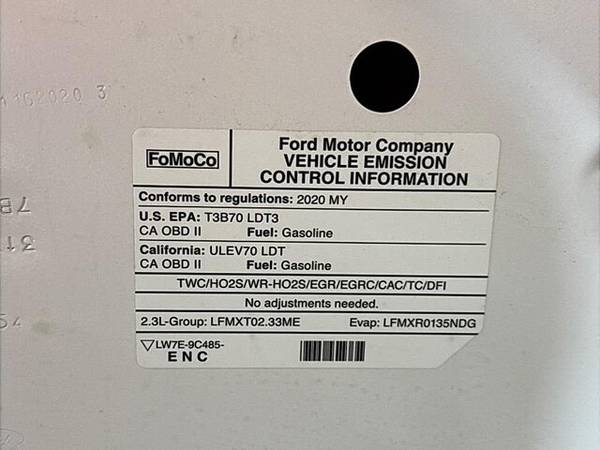 FoMoCo
Ford Motor Company
VEHICLE EMISSION
CONTROL INFORMATION
Conforms to regulations: 2020 MY
U.S. EPA: T3B70 LDT3
CA OBD II Fuel: Gasoline
California: ULEV70 LDT
CA OBD II Fuel: Gasoline
TWC/HO2S/WR-HO2S/EGR/EGRC/CAC/TC/DFI
No adjustments needed.
2.3L-Group: LFMXT02.33ME Evap: LFMXR0135NDG
LW7E-9C485-
E N C